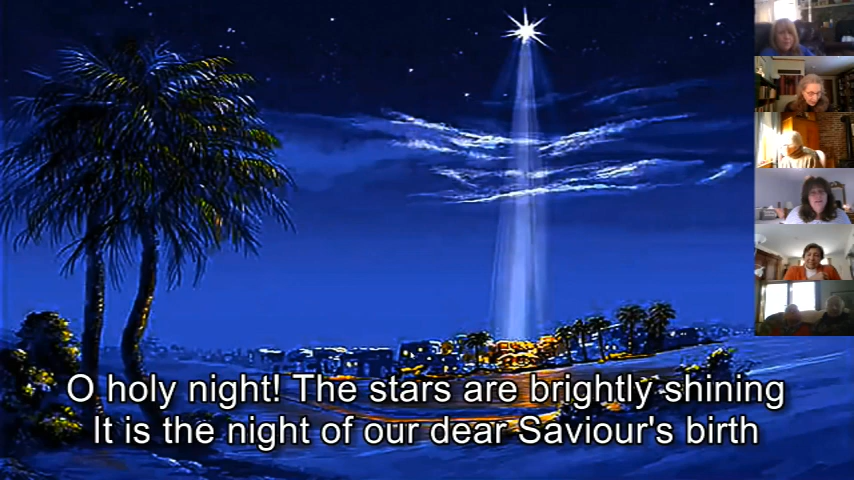 O holy night! The stars are brightly shining
It is the night of our dear Saviour's birth